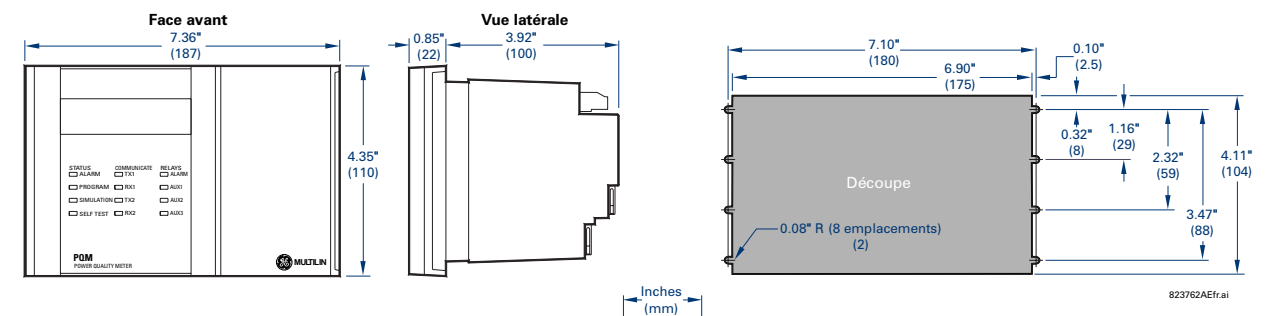 Face avant
7.36"
(187)
4.35"
(110)
STATUS COMMUNICATE RELAYS
ALARM TX1 ALARM
PROGRAM RX1 AUX1
SIMULATION TX2 AUX2
SELF TEST RX2 AUX3
PQM
POWER QUALITY METER
GE MULTILIN
Vue latérale
0.85"
(22)
3.92"
(100)
7.10"
(180)
6.90"
(175)
0.10"
(2.5)
0.32"
(8)
1.16"
(29)
2.32"
(59)
3.47"
(88)
4.11"
(104)
Découpe
0.08" R (8 emplacements)
(2)
Inches
(mm)
823762AEfr.ai